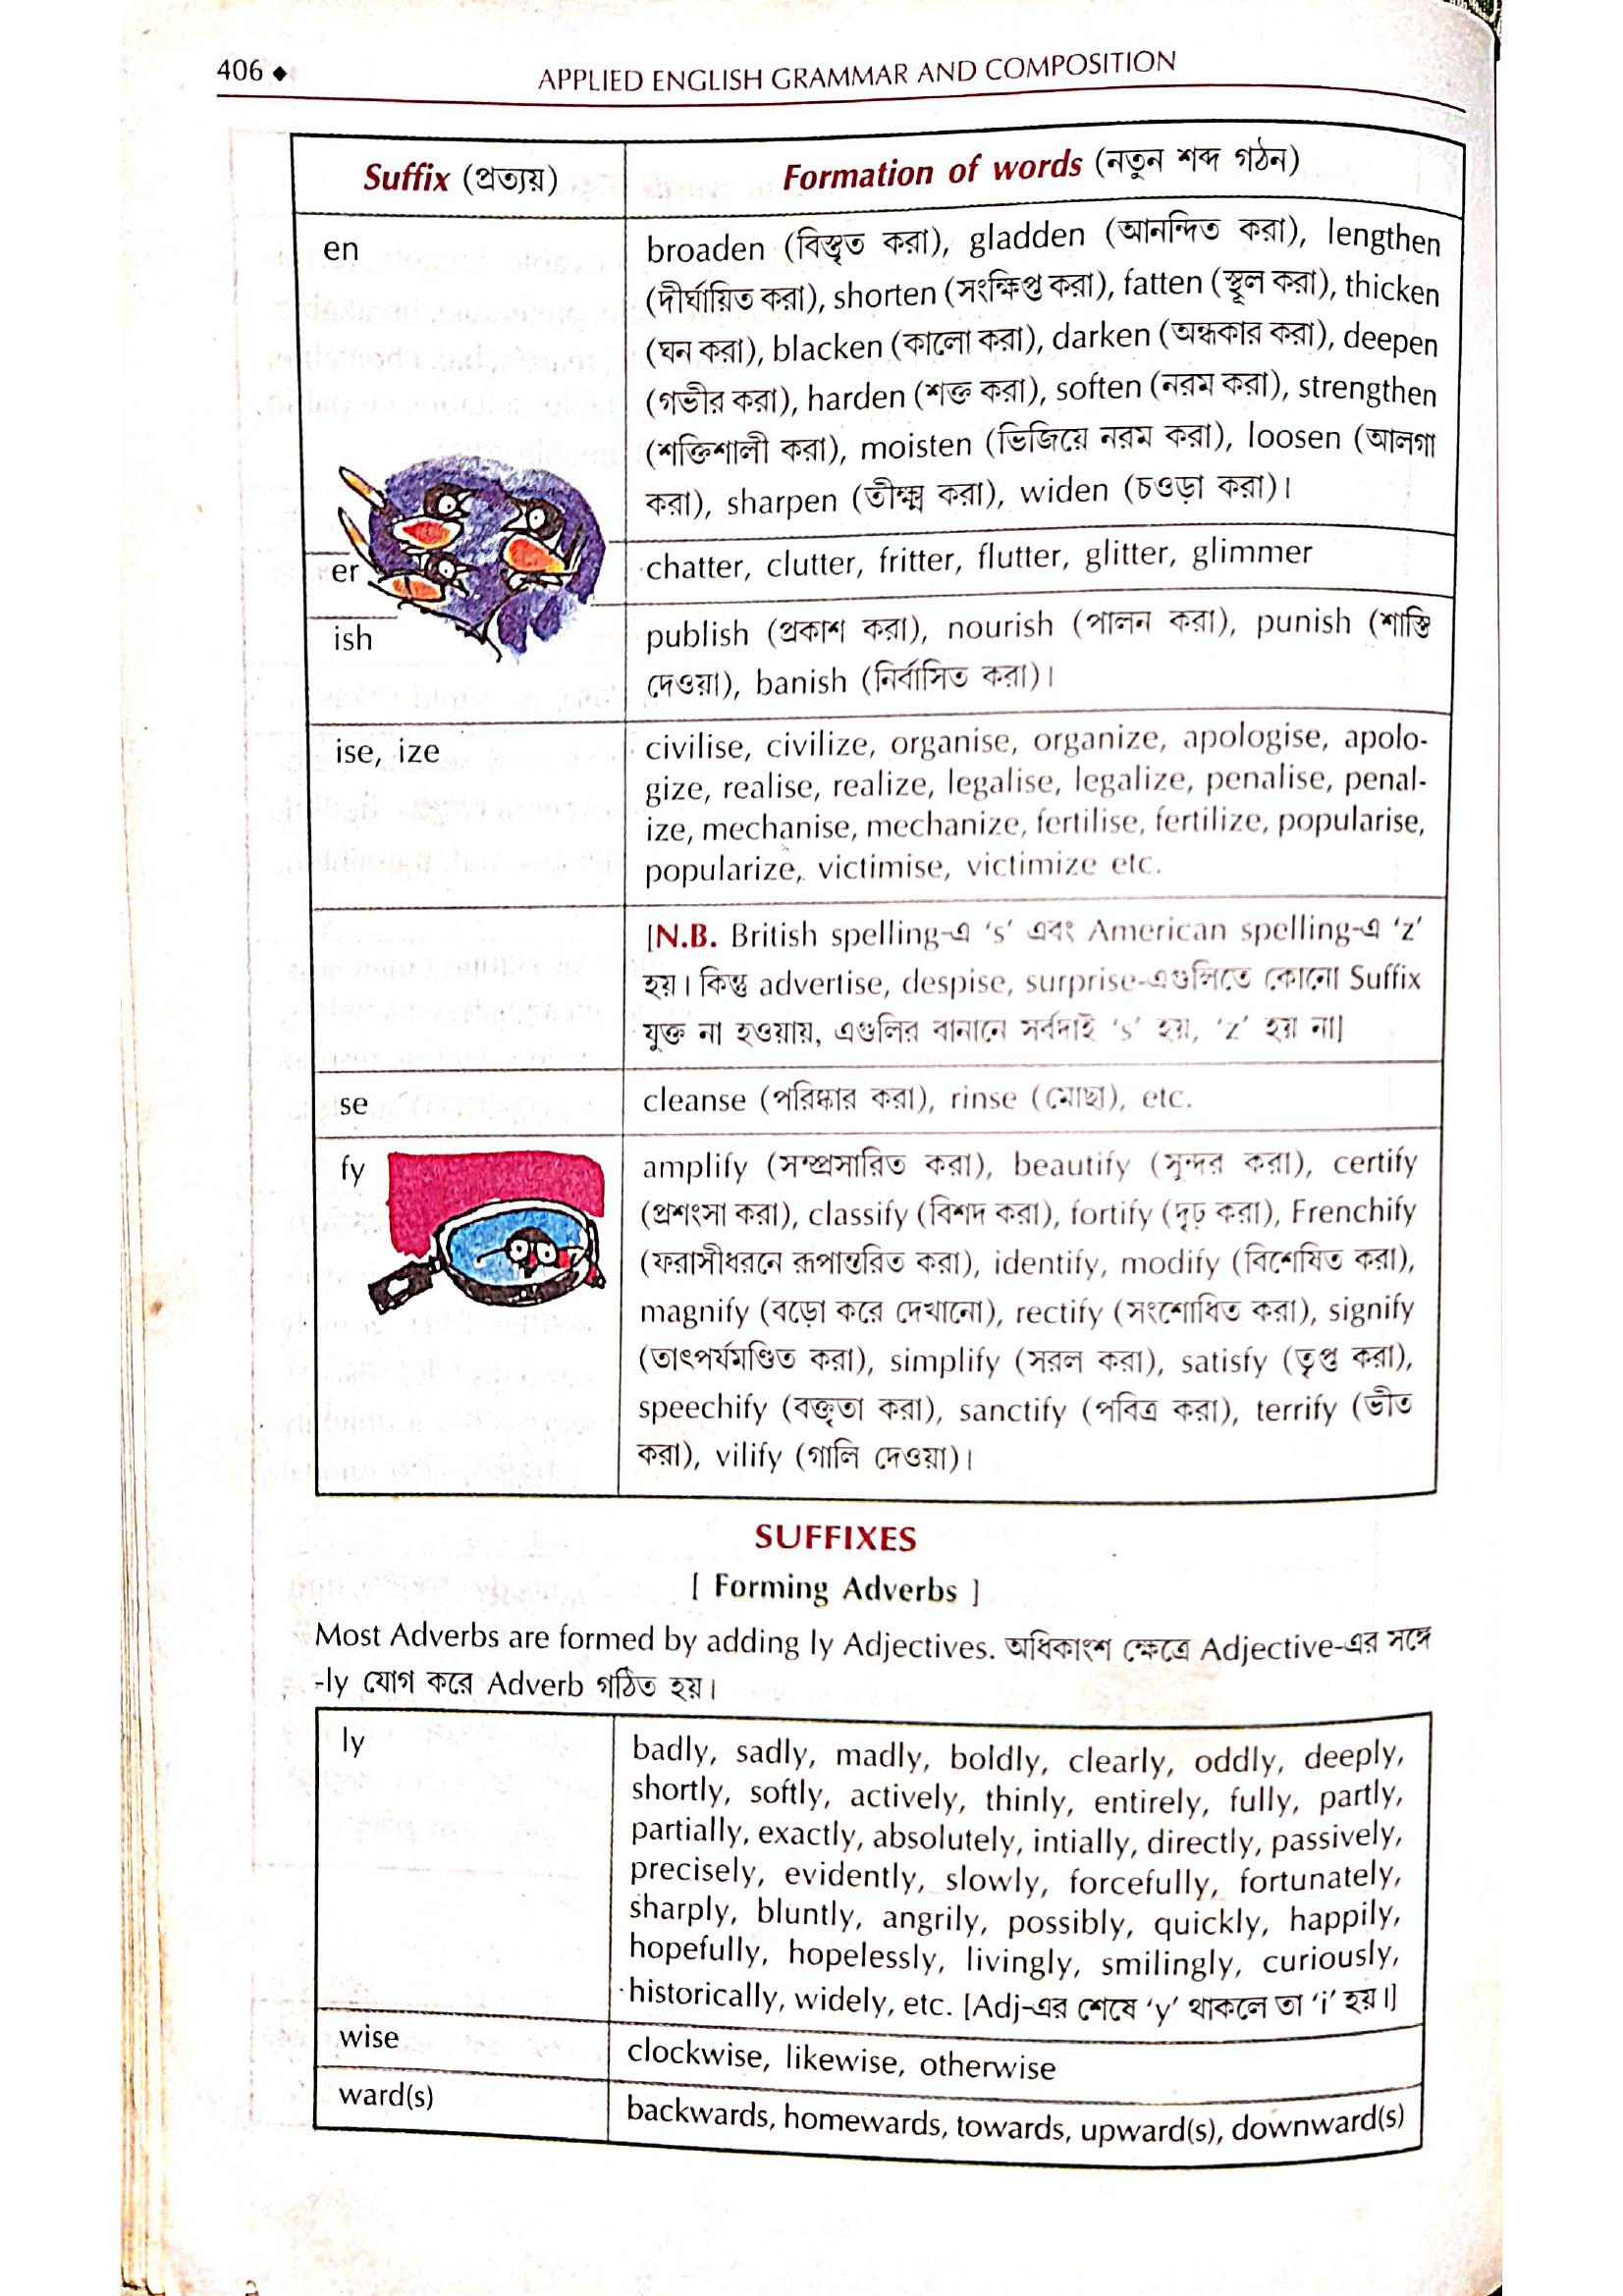 406 ◆
APPLIED ENGLISH GRAMMAR AND COMPOSITION
Suffix (প্রত্যয়)
Formation of words (নতুন শব্দ গঠন)
en
broaden (বিস্তৃত করা), gladden (আনন্দিত করা), lengthen
(দীর্ঘায়িত করা), shorten (সংক্ষিপ্ত করা), fatten (স্থূল করা), thicken
(ঘন করা), blacken (কালো করা), darken (অন্ধকার করা), deepen
(গভীর করা), harden (শক্ত করা), soften (নরম করা), strengthen
(শক্তিশালী করা), moisten (ভিজিয়ে নরম করা), loosen (আলগা
করা), sharpen (তীক্ষ্ণ করা), widen (চওড়া করা)।
er
chatter, clutter, fritter, flutter, glitter, glimmer
ish
publish (প্রকাশ করা), nourish (পালন করা), punish (শাস্তি
দেওয়া), banish (নির্বাসিত করা)।
ise, ize
civilise, civilize, organise, organize, apologise, apolo-
gize, realise, realize, legalise, legalize, penalise, penal-
ize, mechanise, mechanize, fertilise, fertilize, popularise,
popularize, victimise, victimize etc.
[N.B. British spelling-এ ‘s’ এবং American spelling-এ ‘z’
হয়। কিন্তু advertise, despise, surprise-এগুলিতে কোনো Suffix
যুক্ত না হওয়ায়, এগুলির বানানে সর্বদাই ‘s’ হয়, ‘z’ হয় না]
se
cleanse (পরিষ্কার করা), rinse (মোছা), etc.
fy
amplify (সম্প্রসারিত করা), beautify (সুন্দর করা), certify
(প্রশংসা করা), classify (বিশদ করা), fortify (দৃঢ় করা), Frenchify
(ফরাসীধরনে রূপান্তরিত করা), identify, modify (বিশেষিত করা),
magnify (বড়ো করে দেখানো), rectify (সংশোধিত করা), signify
(তাৎপর্যমণ্ডিত করা), simplify (সরল করা), satisfy (তৃপ্ত করা),
speechify (বক্তৃতা করা), sanctify (পবিত্র করা), terrify (ভীত
করা), vilify (গালি দেওয়া)।
SUFFIXES
[ Forming Adverbs ]
Most Adverbs are formed by adding ly Adjectives. অধিকাংশ ক্ষেত্রে Adjective-এর সঙ্গে
-ly যোগ করে Adverb গঠিত হয়।
ly
badly, sadly, madly, boldly, clearly, oddly, deeply,
shortly, softly, actively, thinly, entirely, fully, partly,
partially, exactly, absolutely, intially, directly, passively,
precisely, evidently, slowly, forcefully, fortunately,
sharply, bluntly, angrily, possibly, quickly, happily,
hopefully, hopelessly, livingly, smilingly, curiously,
historically, widely, etc. [Adj-এর শেষে ‘y’ থাকলে তা ‘i’ হয়।]
wise
clockwise, likewise, otherwise
ward(s)
backwards, homewards, towards, upward(s), downward(s)